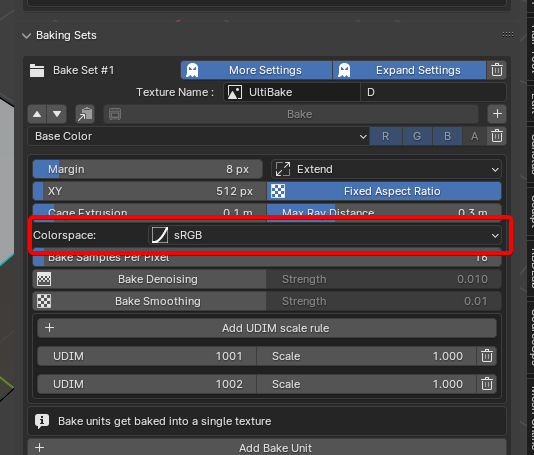 Baking Sets
Bake Set #1 More Settings Expand Settings
Texture Name : UltiBake D
Bake
Base Color R G B A
Margin 8 px Extend
XY 512 px Fixed Aspect Ratio
Cage Extrusion 0.1 m Max Ray Distance 0.3 m
Colorspace: sRGB
Bake Samples Per Pixel 16
Bake Denoising Strength 0.010
Bake Smoothing Strength 0.01
Add UDIM scale rule
UDIM 1001 Scale 1.000
UDIM 1002 Scale 1.000
Bake units get baked into a single texture
Add Bake Unit